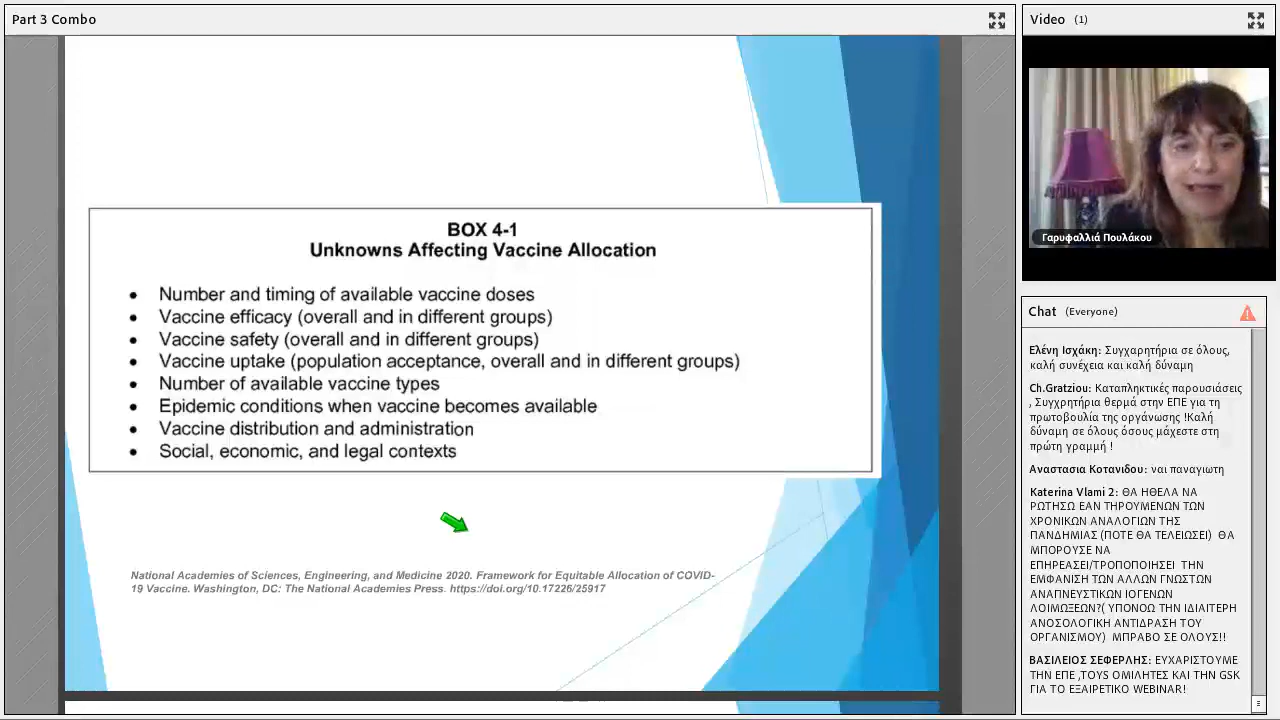 Part 3 Combo
BOX 4-1
Unknowns Affecting Vaccine Allocation
• Number and timing of available vaccine doses
• Vaccine efficacy (overall and in different groups)
• Vaccine safety (overall and in different groups)
• Vaccine uptake (population acceptance, overall and in different groups)
• Number of available vaccine types
• Epidemic conditions when vaccine becomes available
• Vaccine distribution and administration
• Social, economic, and legal contexts
National Academies of Sciences, Engineering, and Medicine 2020. Framework for Equitable Allocation of COVID-
19 Vaccine. Washington, DC: The National Academies Press. https://doi.org/10.17226/25917
Video (1)
Γαρυφαλλιά Πουλάκου
Chat (Everyone)
Ελένη Ισχάκη: Συγχαρητήρια σε όλους,
καλή συνέχεια και καλή δύναμη
Ch.Gratziou: Καταπληκτικές παρουσιάσεις
, Συγχρητήρια θερμά στην ΕΠΕ για τη
πρωτοβουλία της οργάνωσης !Καλή
δύναμη σε όλους όσους μάχεστε στη
πρώτη γραμμή !
Αναστασια Κοτανιδου: ναι παναγιωτη
Katerina Vlami 2: ΘΑ ΗΘΕΛΑ ΝΑ
ΡΩΤΗΣΩ ΕΑΝ ΤΗΡΟΥΜΕΝΩΝ ΤΩΝ
ΧΡΟΝΙΚΩΝ ΑΝΑΛΟΓΙΩΝ ΤΗΣ
ΠΑΝΔΗΜΙΑΣ (ΠΟΤΕ ΘΑ ΤΕΛΕΙΩΣΕΙ) ΘΑ
ΜΠΟΡΟΥΣΕ ΝΑ
ΕΠΗΡΕΑΣΕΙ/ΤΡΟΠΟΠΟΙΗΣΕΙ ΤΗΝ
ΕΜΦΑΝΙΣΗ ΤΩΝ ΑΛΛΩΝ ΓΝΩΣΤΩΝ
ΑΝΑΠΝΕΥΣΤΙΚΩΝ ΙΟΓΕΝΩΝ
ΛΟΙΜΩΞΕΩΝ?( ΥΠΟΝΟΩ ΤΗΝ ΙΔΙΑΙΤΕΡΗ
ΑΝΟΣΟΛΟΓΙΚΗ ΑΝΤΙΔΡΑΣΗ ΤΟΥ
ΟΡΓΑΝΙΣΜΟΥ) ΜΠΡΑΒΟ ΣΕ ΟΛΟΥΣ!!
ΒΑΣΙΛΕΙΟΣ ΣΕΦΕΡΛΗΣ: ΕΥΧΑΡΙΣΤΟΥΜΕ
ΤΗΝ ΕΠΕ ,ΤΟΥS ΟΜΙΛΗΤΕΣ ΚΑΙ ΤΗΝ GSK
ΓΙΑ ΤΟ ΕΞΑΙΡΕΤΙΚΟ WEBINAR!